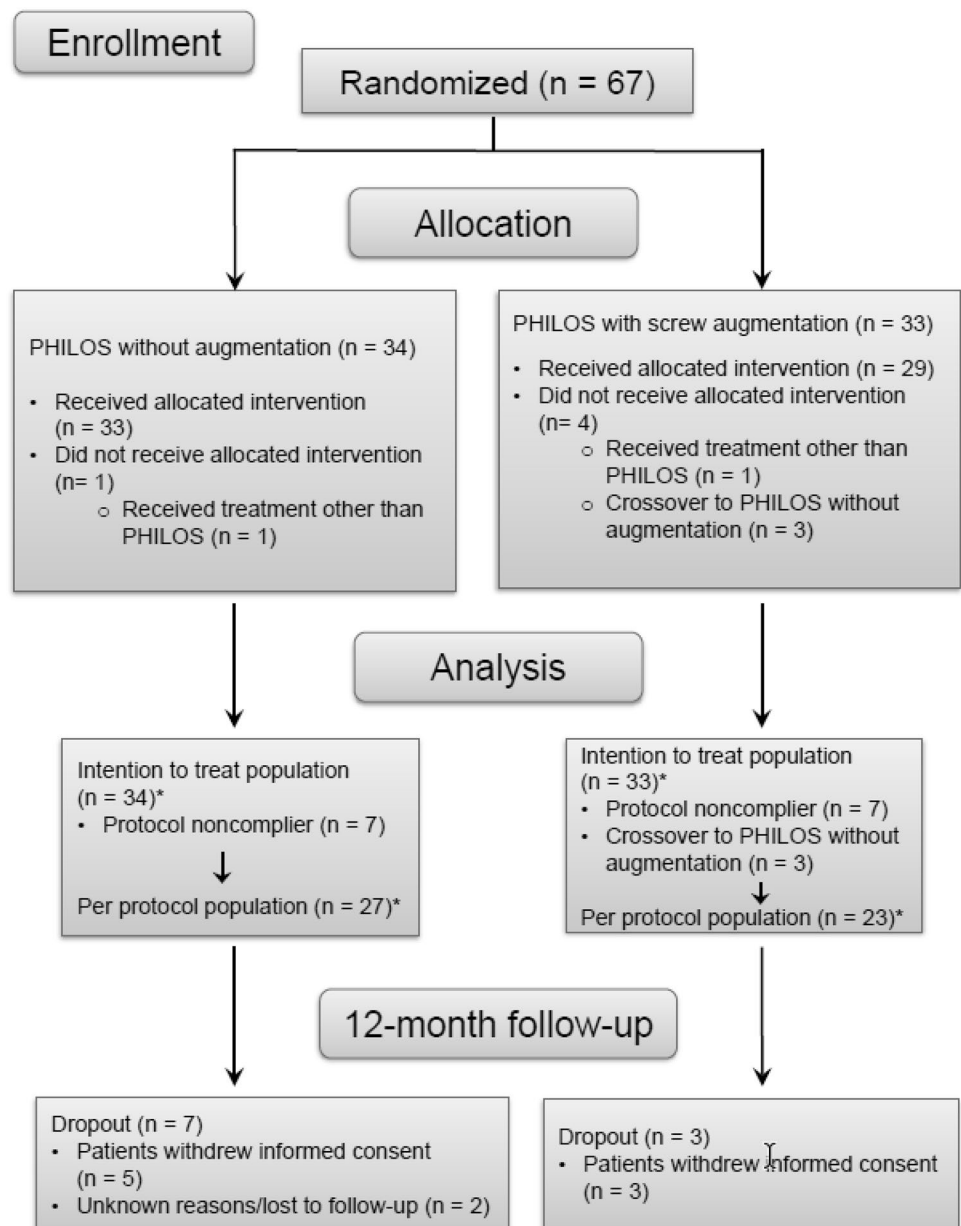 Enrollment
Randomized (n = 67)
Allocation
PHILOS without augmentation (n = 34)
• Received allocated intervention
(n = 33)
• Did not receive allocated intervention
(n= 1)
o Received treatment other than
PHILOS (n = 1)
PHILOS with screw augmentation (n = 33)
• Received allocated intervention (n = 29)
• Did not receive allocated intervention
(n= 4)
o Received treatment other than
PHILOS (n = 1)
o Crossover to PHILOS without
augmentation (n = 3)
Analysis
Intention to treat population
(n = 34)*
• Protocol noncomplier (n = 7)
Per protocol population (n = 27)*
Intention to treat population
(n = 33)*
• Protocol noncomplier (n = 7)
• Crossover to PHILOS without
augmentation (n = 3)
Per protocol population (n = 23)*
12-month follow-up
Dropout (n = 7)
• Patients withdrew informed consent
(n = 5)
• Unknown reasons/lost to follow-up (n = 2)
Dropout (n = 3)
• Patients withdrew informed consent
(n = 3)